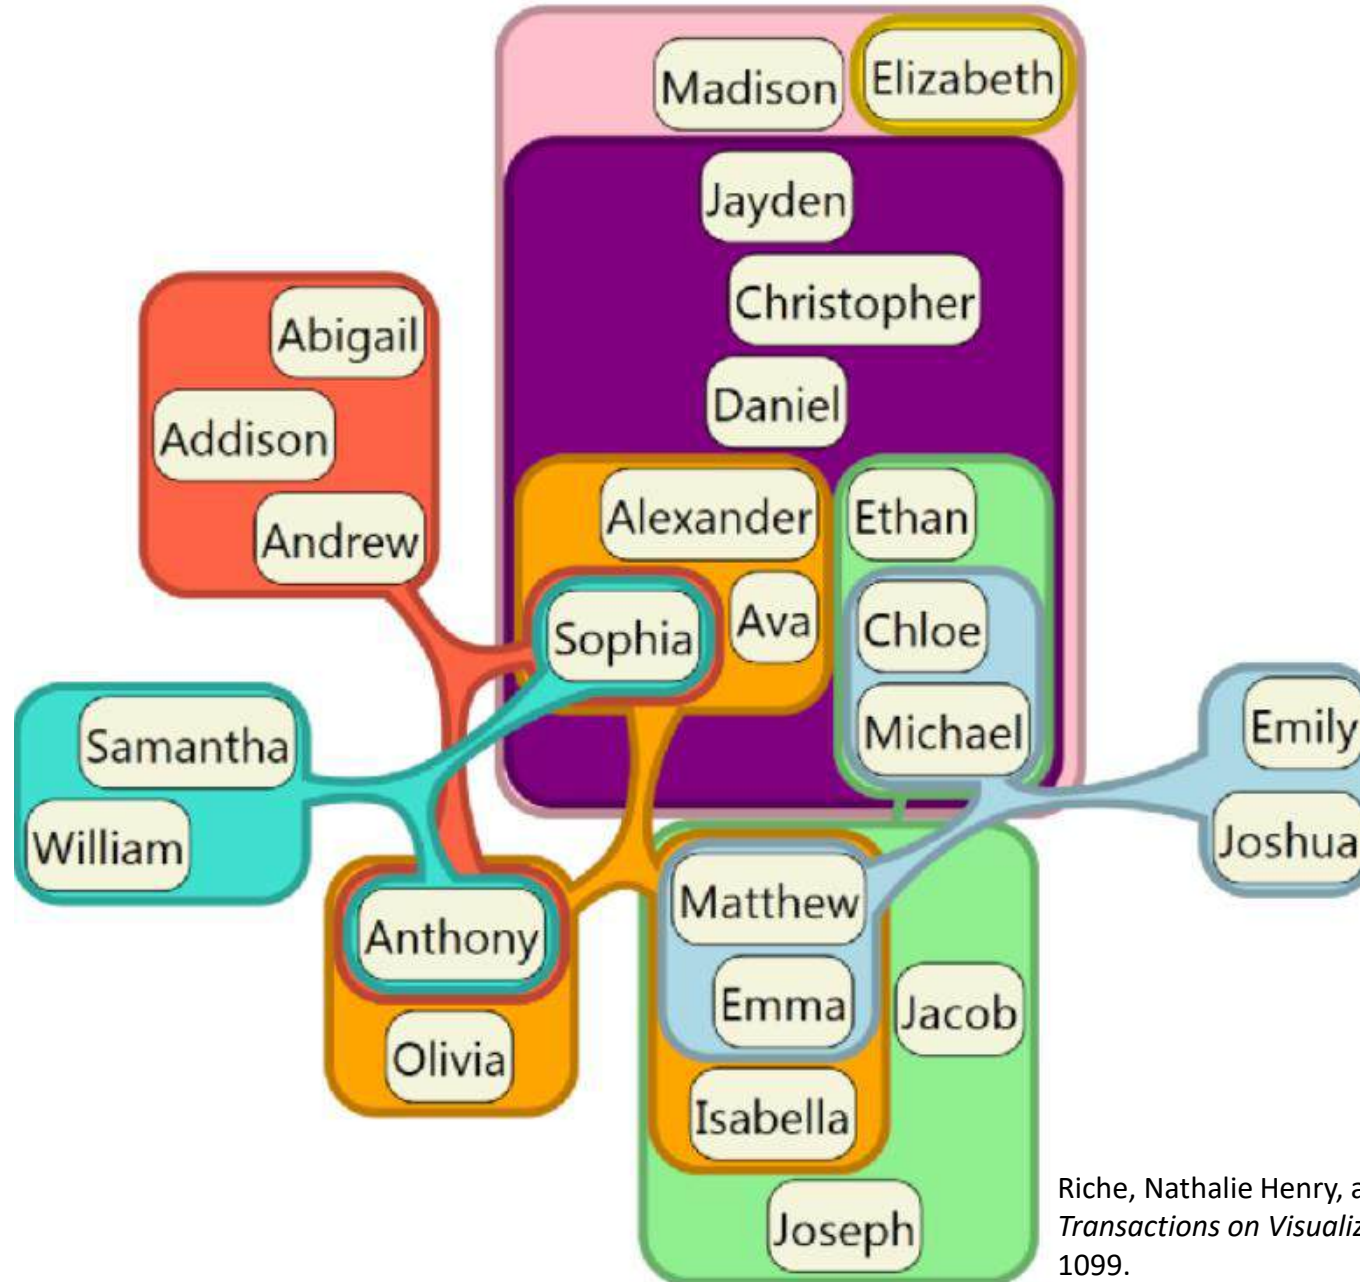 Madison
Elizabeth
Jayden
Christopher
Daniel
Abigail
Addison
Andrew
Alexander
Ethan
Sophia
Ava
Chloe
Michael
Samantha
William
Emily
Joshua
Anthony
Olivia
Matthew
Emma
Jacob
Isabella
Joseph
Riche, Nathalie Henry, a
Transactions on Visualiz
1099.